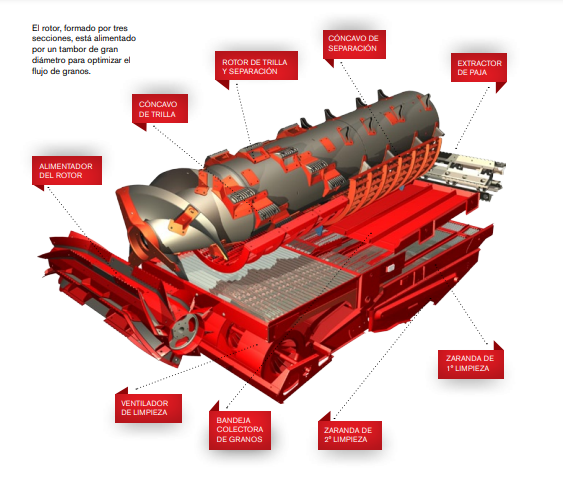 El rotor, formado por tres
secciones, está alimentado
por un tambor de gran
diámetro para optimizar el
flujo de granos.
CÓNCAVO DE
SEPARACIÓN
ROTOR DE TRILLA
Y SEPARACIÓN
EXTRACTOR
DE PAJA
CÓNCAVO
DE TRILLA
ALIMENTADOR
DEL ROTOR
ZARANDA DE
1ª LIMPIEZA
VENTILADOR
DE LIMPIEZA
BANDEJA
COLECTORA
DE GRANOS
ZARANDA DE
2ª LIMPIEZA